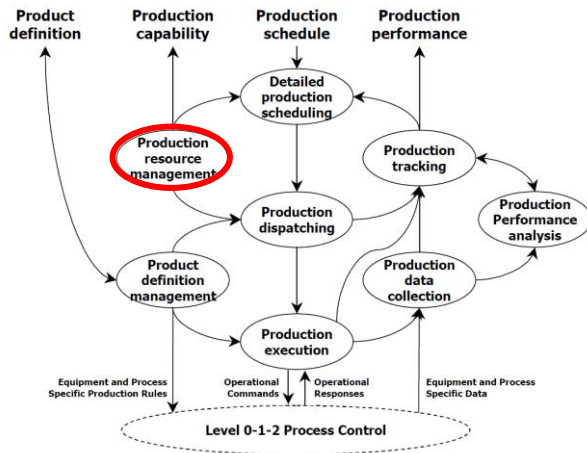 Product
definition
Production
capability
Production
schedule
Production
performance
Detailed
production
scheduling
Production
resource
management
Production
tracking
Production
dispatching
Production
Performance
analysis
Product
definition
management
Production
data
collection
Production
execution
Equipment and Process
Specific Production Rules
Operational
Commands
Operational
Responses
Equipment and Process
Specific Data
Level 0-1-2 Process Control